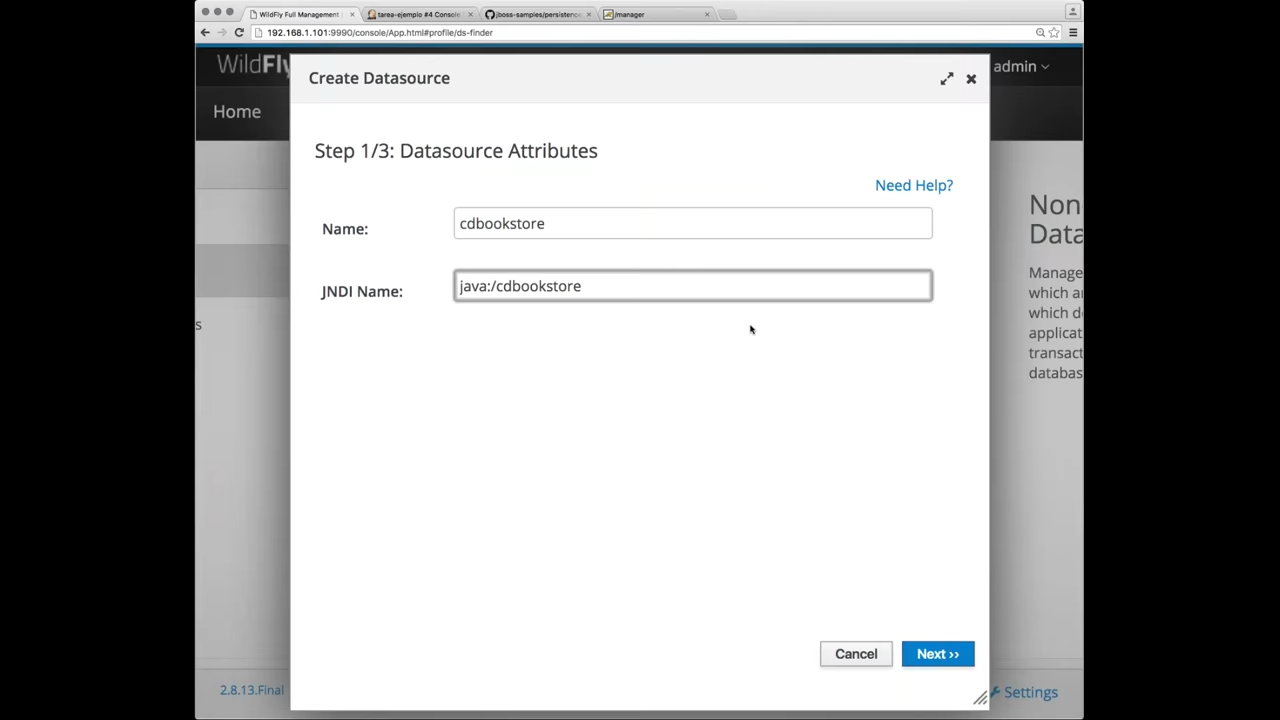 WildFly Full Management
tarea-ejemplo #4 Console
jboss-samples/persistence
/manager
192.168.1.101:9990/console/App.html#profile/ds-finder
WildFly
admin
Home
Create Datasource
Step 1/3: Datasource Attributes
Need Help?
Name:
cdbookstore
JNDI Name:
java:/cdbookstore
s
Non
Data
Manage
which a
which d
applicat
transact
databas
Cancel
Next >>
2.8.13.Final
Settings